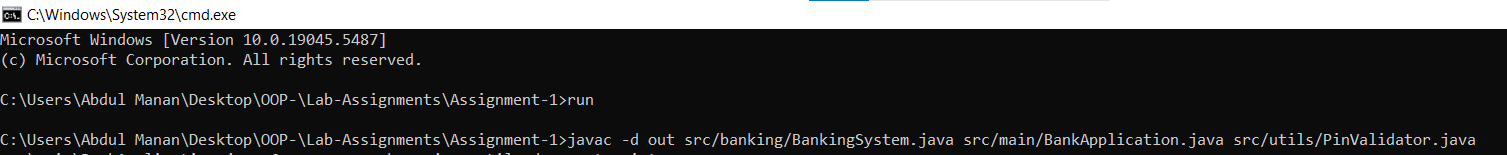 C:\Windows\System32\cmd.exe
Microsoft Windows [Version 10.0.19045.5487]
(c) Microsoft Corporation. All rights reserved.
C:\Users\Abdul Manan\Desktop\OOP-\Lab-Assignments\Assignment-1>run
C:\Users\Abdul Manan\Desktop\OOP-\Lab-Assignments\Assignment-1>javac -d out src/banking/BankingSystem.java src/main/BankApplication.java src/utils/PinValidator.java